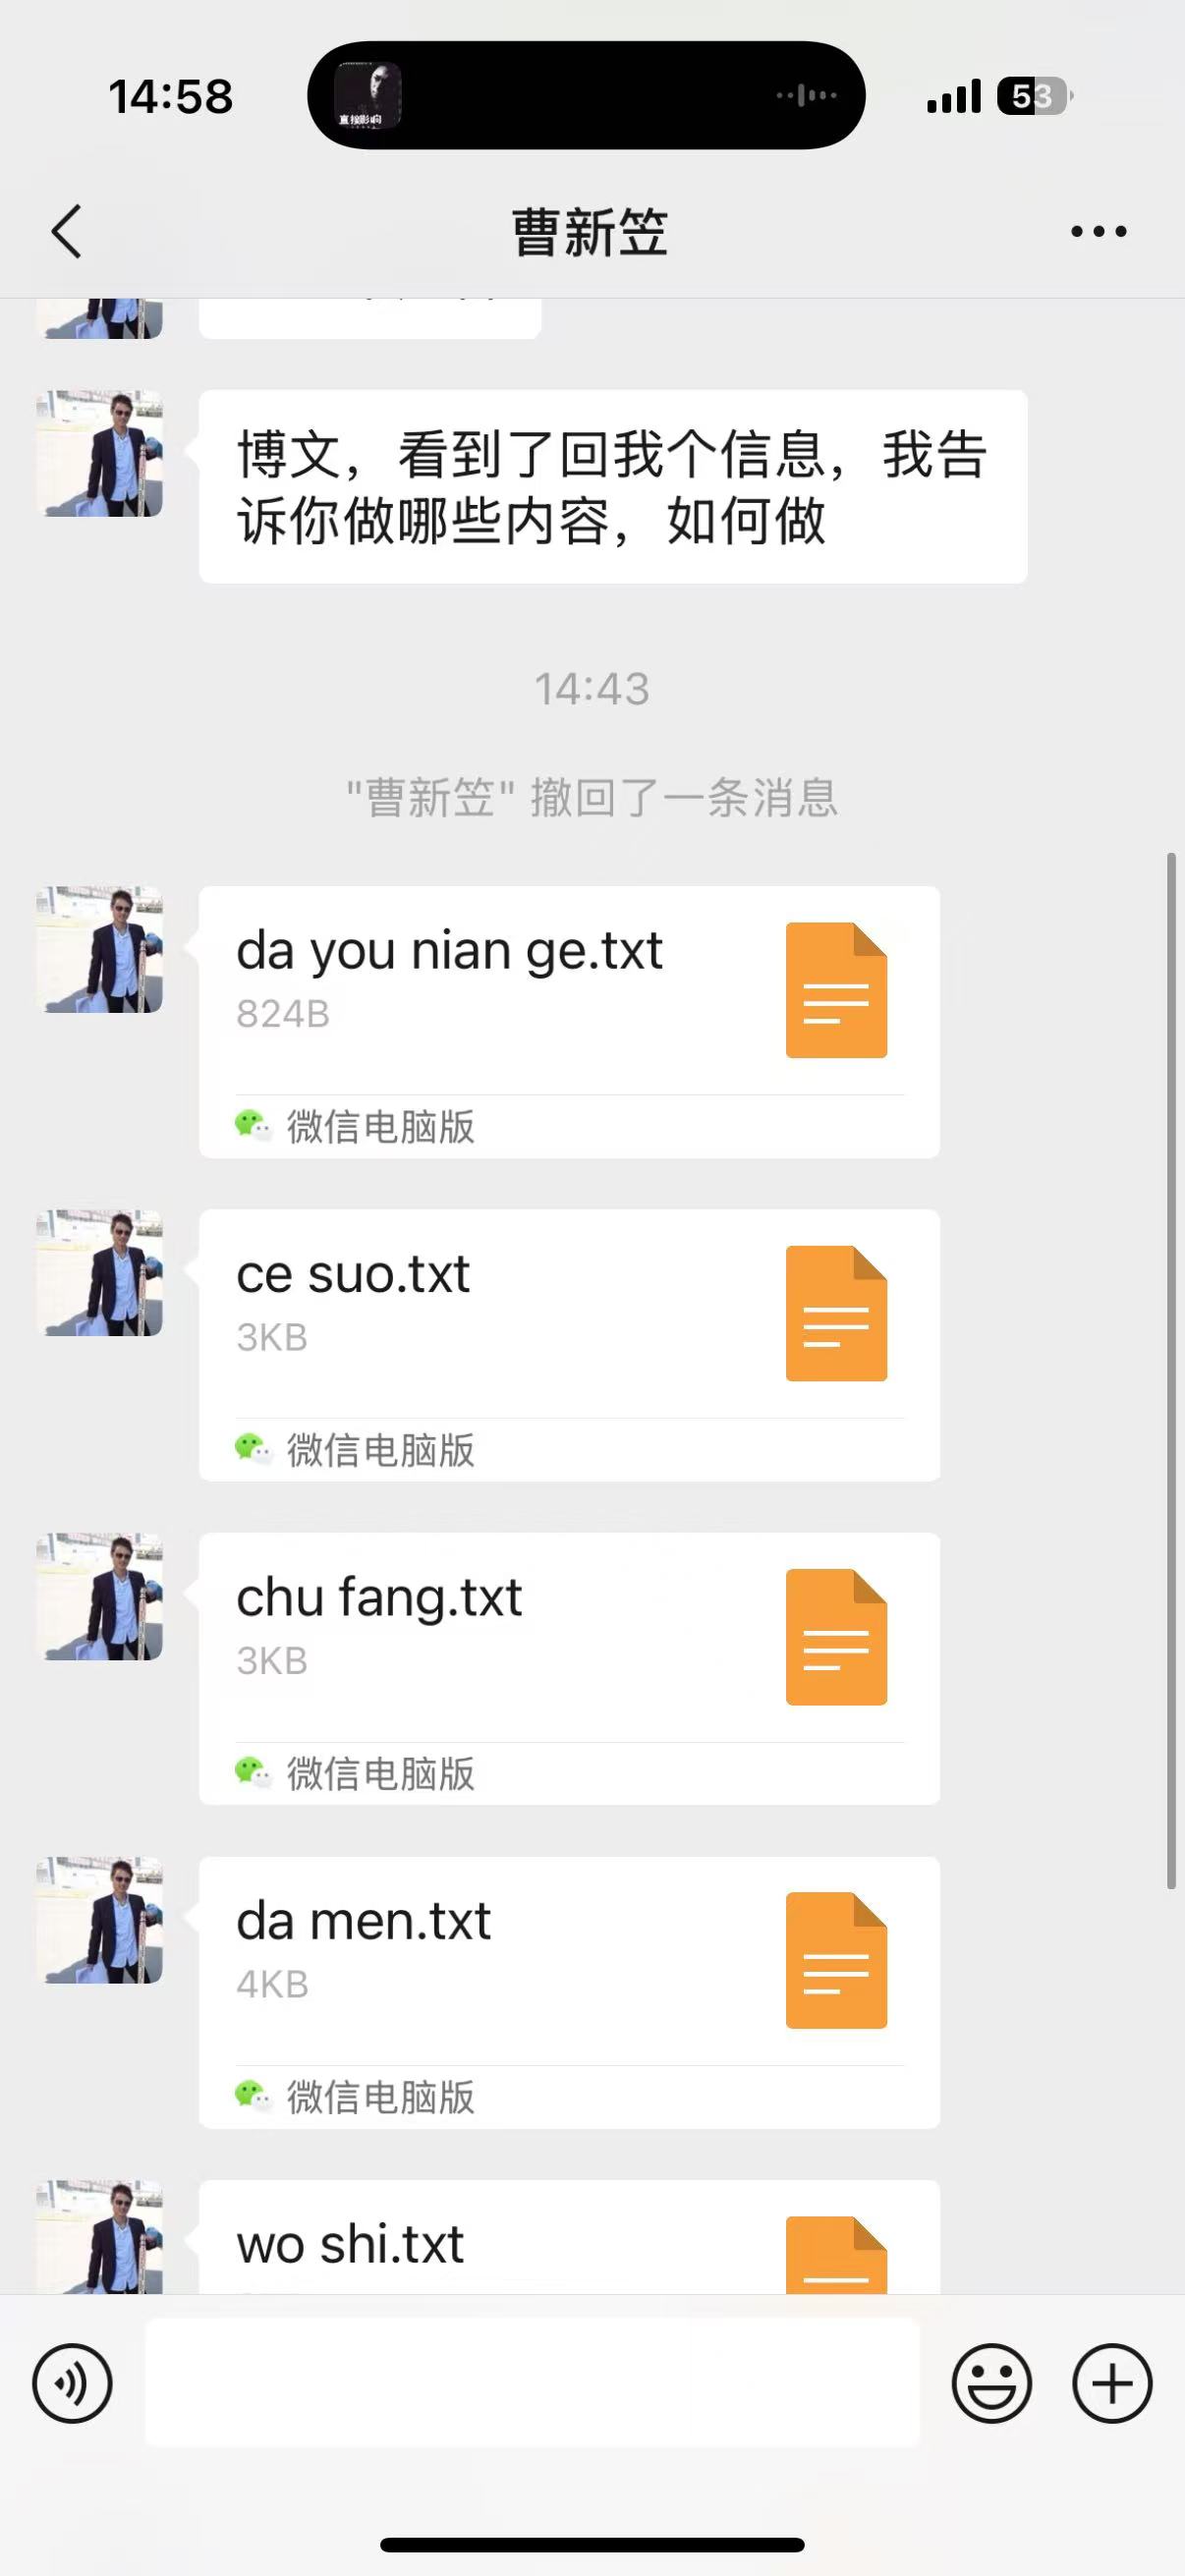 14:58
直接影响
53
曹新笠
博文，看到了回我个信息，我告
诉你做哪些内容，如何做
14:43
"曹新笠" 撤回了一条消息
da you nian ge.txt
824B
微信电脑版
ce suo.txt
3KB
微信电脑版
chu fang.txt
3KB
微信电脑版
da men.txt
4KB
微信电脑版
wo shi.txt